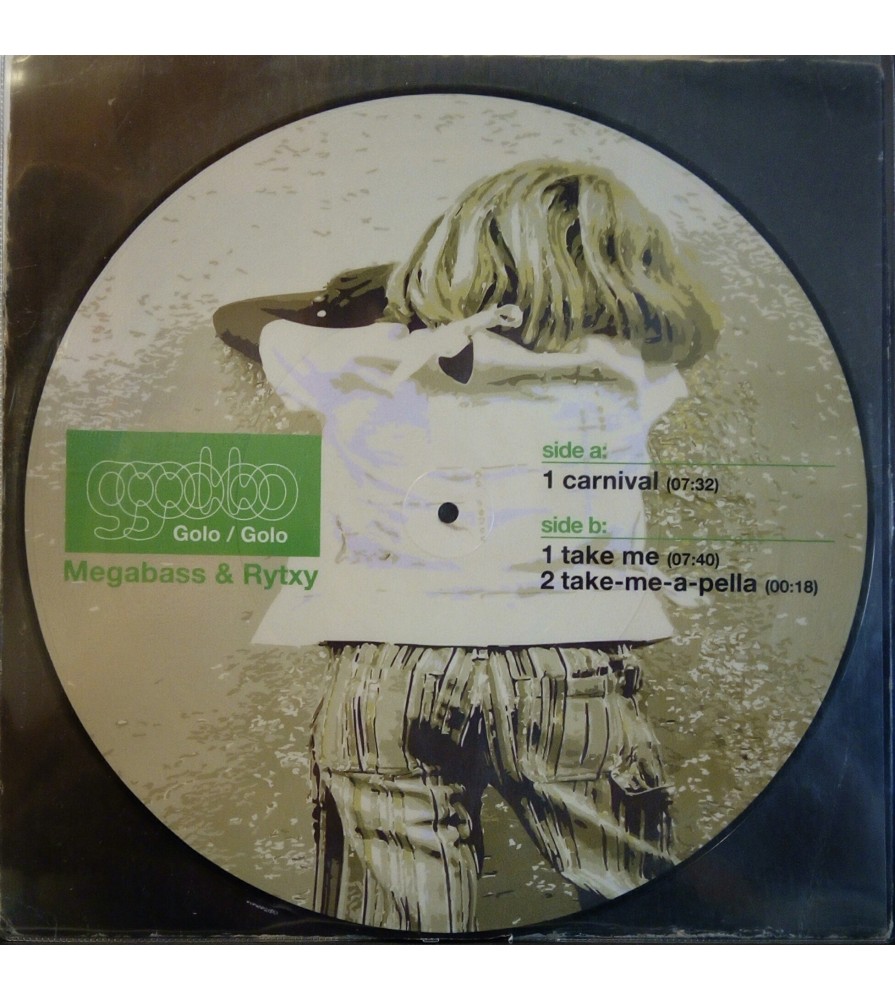 Golo / Golo
Megabass & Rytxy
side a:
1 carnival (07:32)
side b:
1 take me (07:40)
2 take-me-a-pella (00:18)